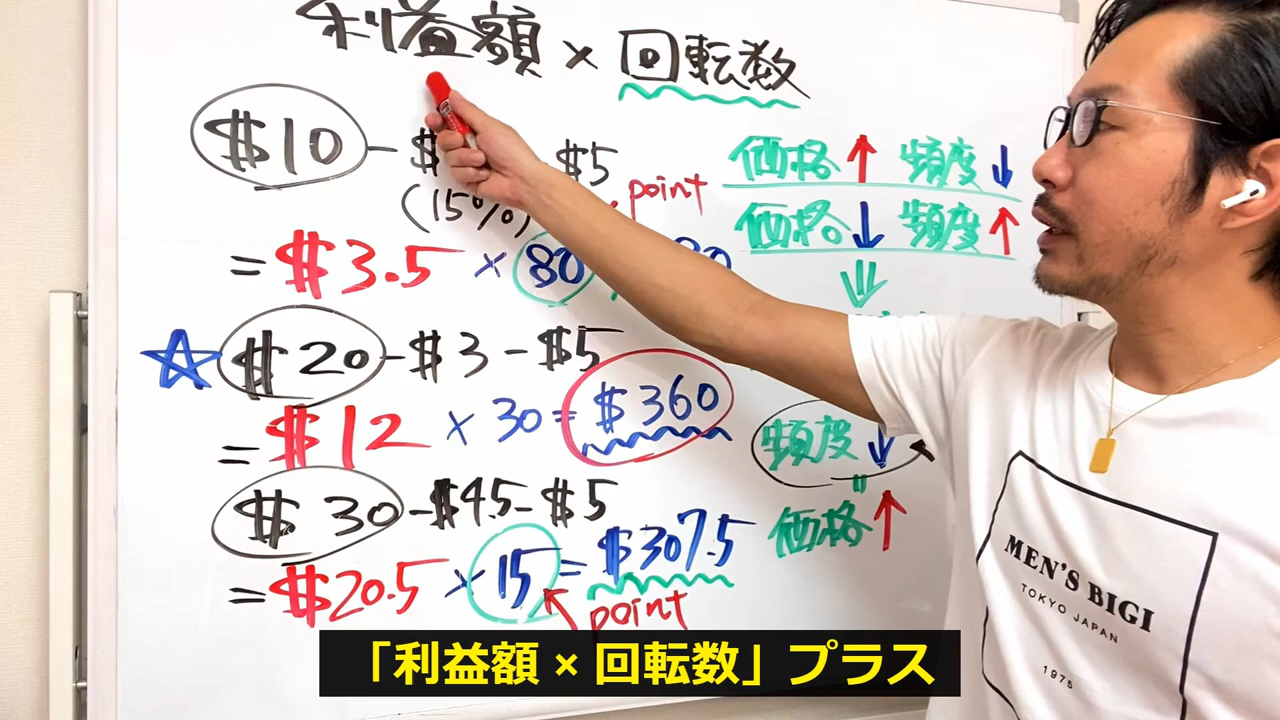 利益額 × 回転数
$10 - $ $5
(15%)
point
= $3.5 × 80
$20 - $3 - $5
= $12 × 30 = $360
$30 - $4.5 - $5
= $20.5 × 15 = $307.5
point
価格↑ 頻度↓
価格↓ 頻度↑
⇓
頻度↓
価格↑
MEN'S BIGI
TOKYO JAPAN
1975
「利益額 × 回転数」プラス